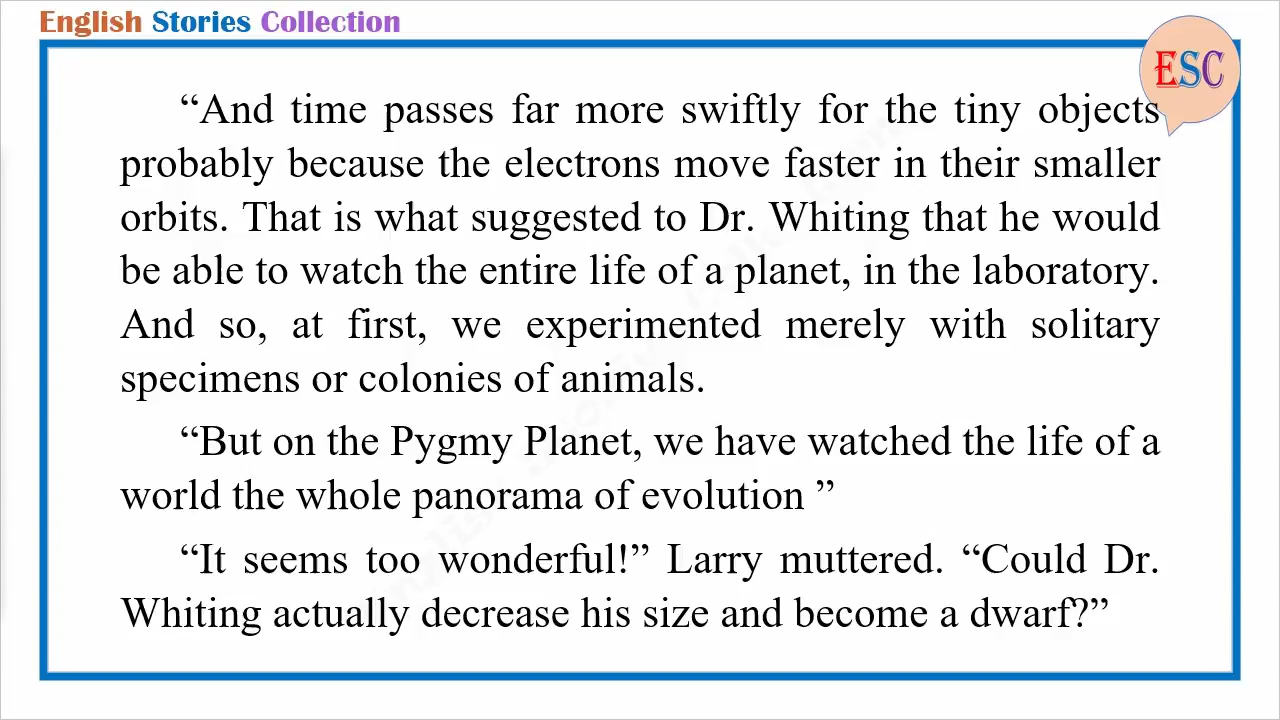 English Stories Collection
ESC
“And time passes far more swiftly for the tiny objects
probably because the electrons move faster in their smaller
orbits. That is what suggested to Dr. Whiting that he would
be able to watch the entire life of a planet, in the laboratory.
And so, at first, we experimented merely with solitary
specimens or colonies of animals.
“But on the Pygmy Planet, we have watched the life of a
world the whole panorama of evolution ”
“It seems too wonderful!” Larry muttered. “Could Dr.
Whiting actually decrease his size and become a dwarf?”